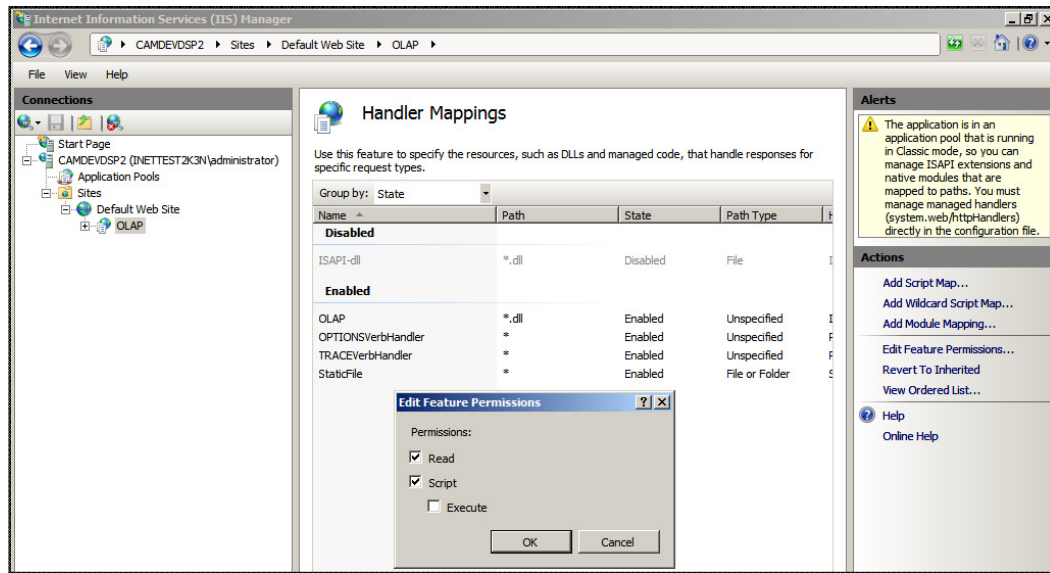 Internet Information Services (IIS) Manager
CAMDEVDSP2 Sites Default Web Site OLAP
File View Help
Connections
Start Page
CAMDEVDSP2 (INETTEST2K3N\administrator)
Application Pools
Sites
Default Web Site
OLAP
Handler Mappings
Use this feature to specify the resources, such as DLLs and managed code, that handle responses for
specific request types.
Group by: State
Name Path State Path Type
Disabled
ISAPI-dll *.dll Disabled File
Enabled
OLAP *.dll Enabled Unspecified
OPTIONSVerbHandler * Enabled Unspecified
TRACEVerbHandler * Enabled Unspecified
StaticFile * Enabled File or Folder
Edit Feature Permissions
Permissions:
Read
Script
Execute
OK Cancel
Alerts
The application is in an
application pool that is running
in Classic mode, so you can
manage ISAPI extensions and
native modules that are
mapped to paths. You must
manage managed handlers
(system.web/httpHandlers)
directly in the configuration file.
Actions
Add Script Map...
Add Wildcard Script Map...
Add Module Mapping...
Edit Feature Permissions...
Revert To Inherited
View Ordered List...
Help
Online Help